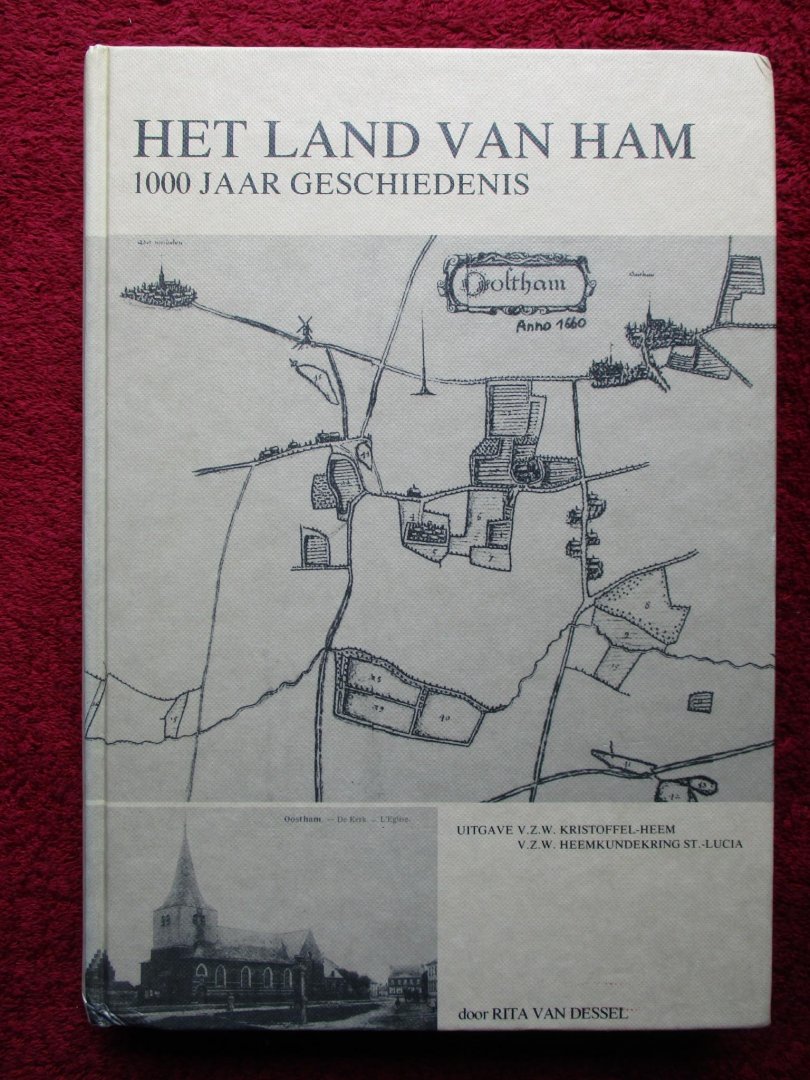 HET LAND VAN HAM
1000 JAAR GESCHIEDENIS
Ooltham
Anno 1660
Oostham. — De Kerk. — L'Eglise.
UITGAVE V.Z.W. KRISTOFFEL-HEEM
V.Z.W. HEEMKUNDEKRING ST.-LUCIA
door RITA VAN DESSEL